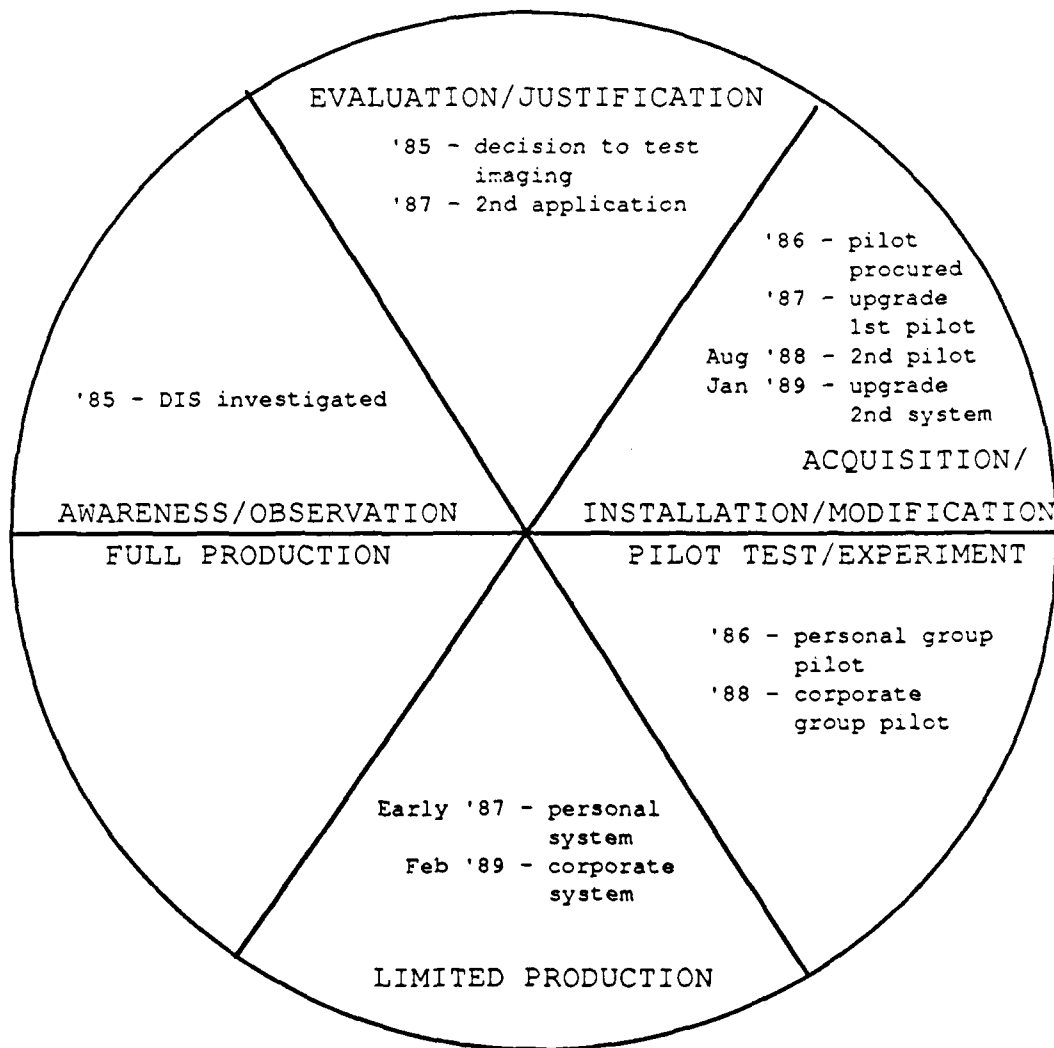 EVALUATION/JUSTIFICATION
'85 - decision to test
imaging
'87 - 2nd application
'86 - pilot
procured
'87 - upgrade
1st pilot
Aug '88 - 2nd pilot
Jan '89 - upgrade
2nd system
ACQUISITION/
INSTALLATION/MODIFICATION
'85 - DIS investigated
AWARENESS/OBSERVATION
FULL PRODUCTION
PILOT TEST/EXPERIMENT
'86 - personal group
pilot
'88 - corporate
group pilot
Early '87 - personal
system
Feb '89 - corporate
system
LIMITED PRODUCTION